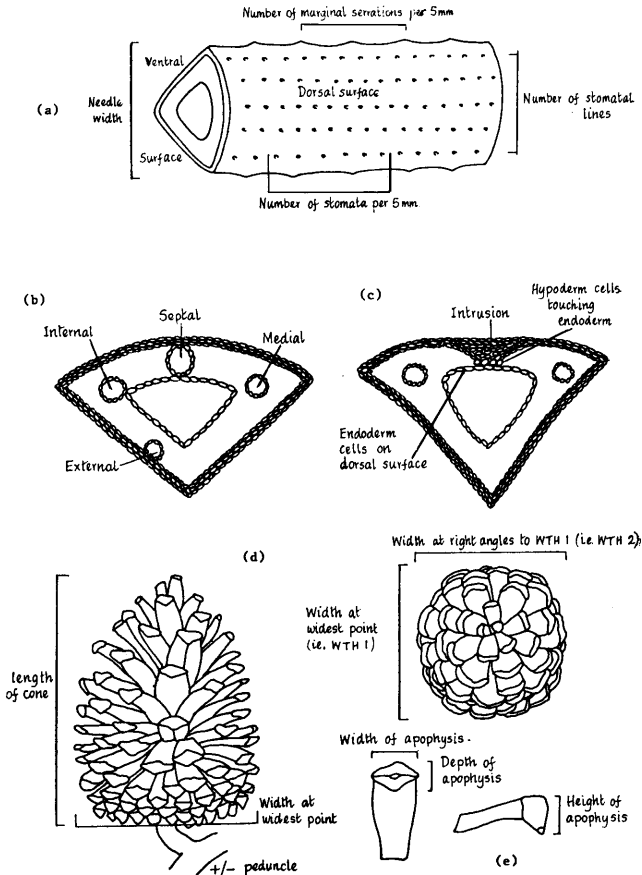 Number of marginal serrations per 5mm
(a)
Needle
width
Ventral
Surface
Dorsal surface
Number of stomatal
lines
Number of stomata per 5mm
(b)
Internal
Septal
Medial
External
(c)
Intrusion
Hypoderm cells
touching
endoderm
Endoderm
cells on
dorsal surface
(d)
length
of cone
Width at
widest point
+/- peduncle
Width at right angles to WTH 1 (i.e. WTH 2)
Width at
widest point
(i.e. WTH 1)
Width of apophysis.
Depth of
apophysis
Height of
apophysis
(e)